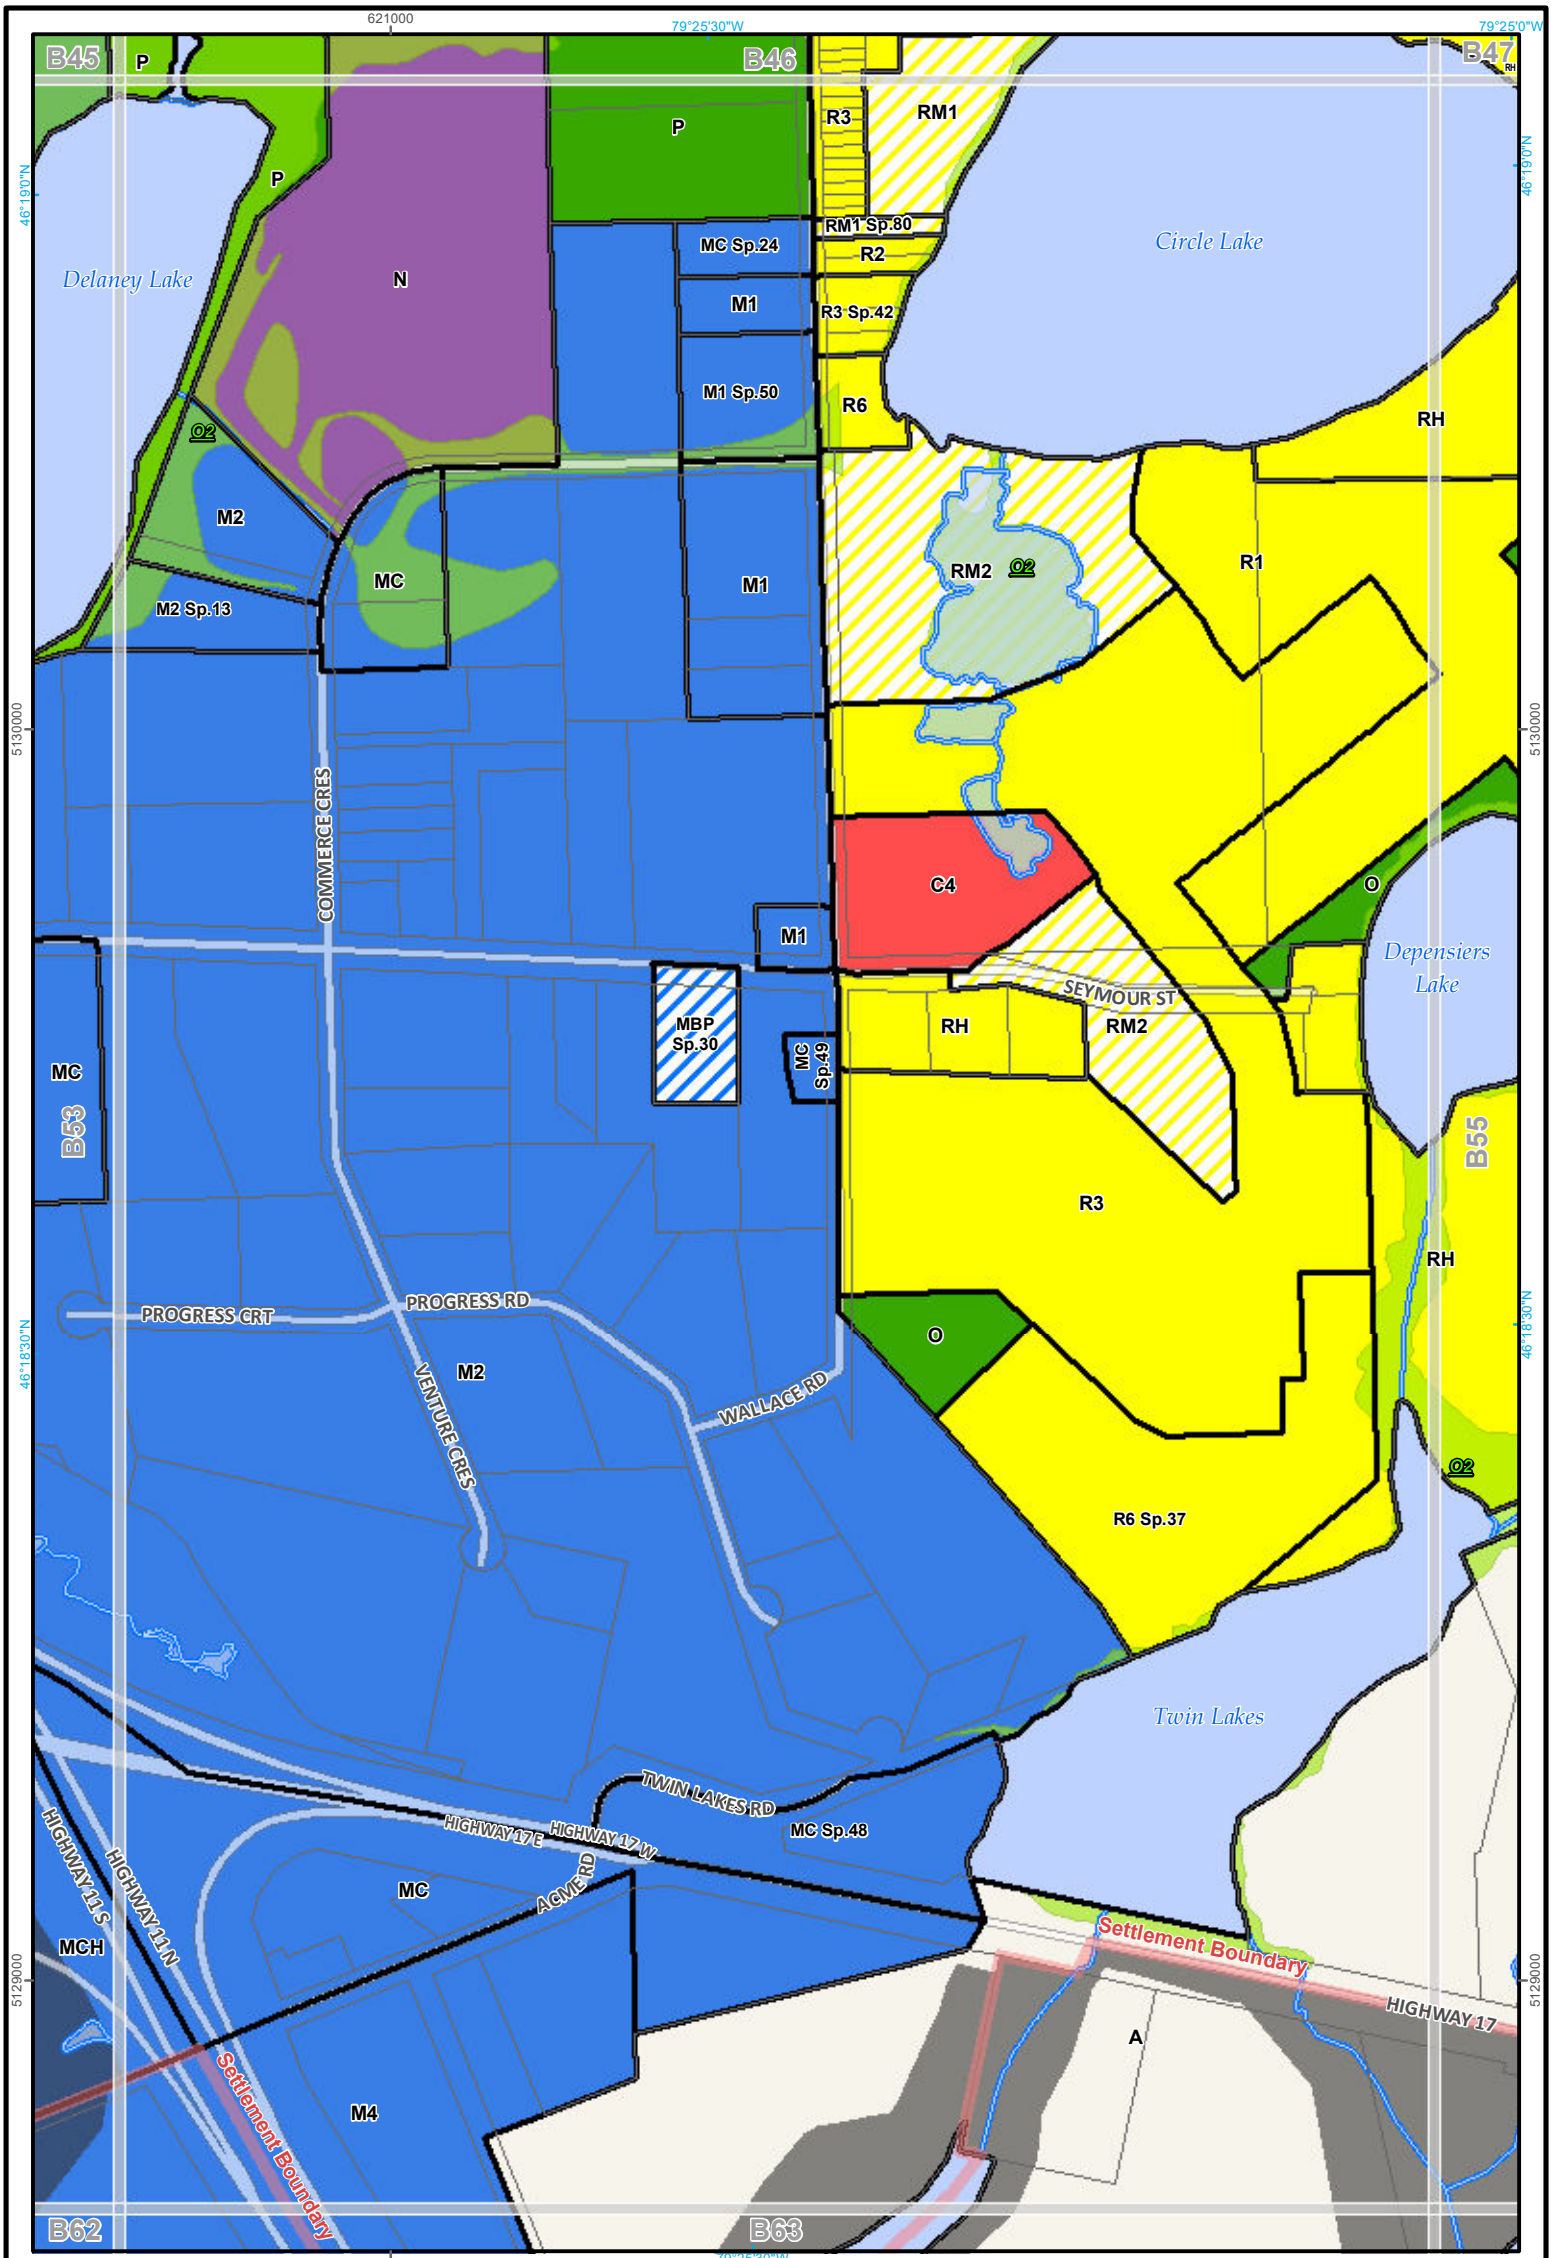 621000
79°25'30"W
79°25'0"W
B45
P
B46
B47
RH
R3
RM1
P
46°19'0"N
46°19'0"N
P
RM1 Sp.80
MC Sp.24
R2
Circle Lake
Delaney Lake
N
M1
R3 Sp.42
M1 Sp.50
R6
RH
O2
M2
R1
RM2
O2
MC
M1
M2 Sp.13
5130000
5130000
COMMERCE CRES
C4
O
M1
Depensiers
Lake
SEYMOUR ST
MBP
Sp.30
RH
RM2
MC
Sp.49
MC
B53
B55
R3
RH
PROGRESS CRT
PROGRESS RD
46°18'30"N
46°18'30"N
O
M2
VENTURE CRES
WALLACE RD
O2
R6 Sp.37
Twin Lakes
TWIN LAKES RD
HIGHWAY 17 E
HIGHWAY 17 W
MC Sp.48
HIGHWAY 11 S
HIGHWAY 11 N
MC
ACME RD
MCH
Settlement Boundary
5129000
5129000
HIGHWAY 17
A
Settlement Boundary
M4
B62
B63
79°25'30"W